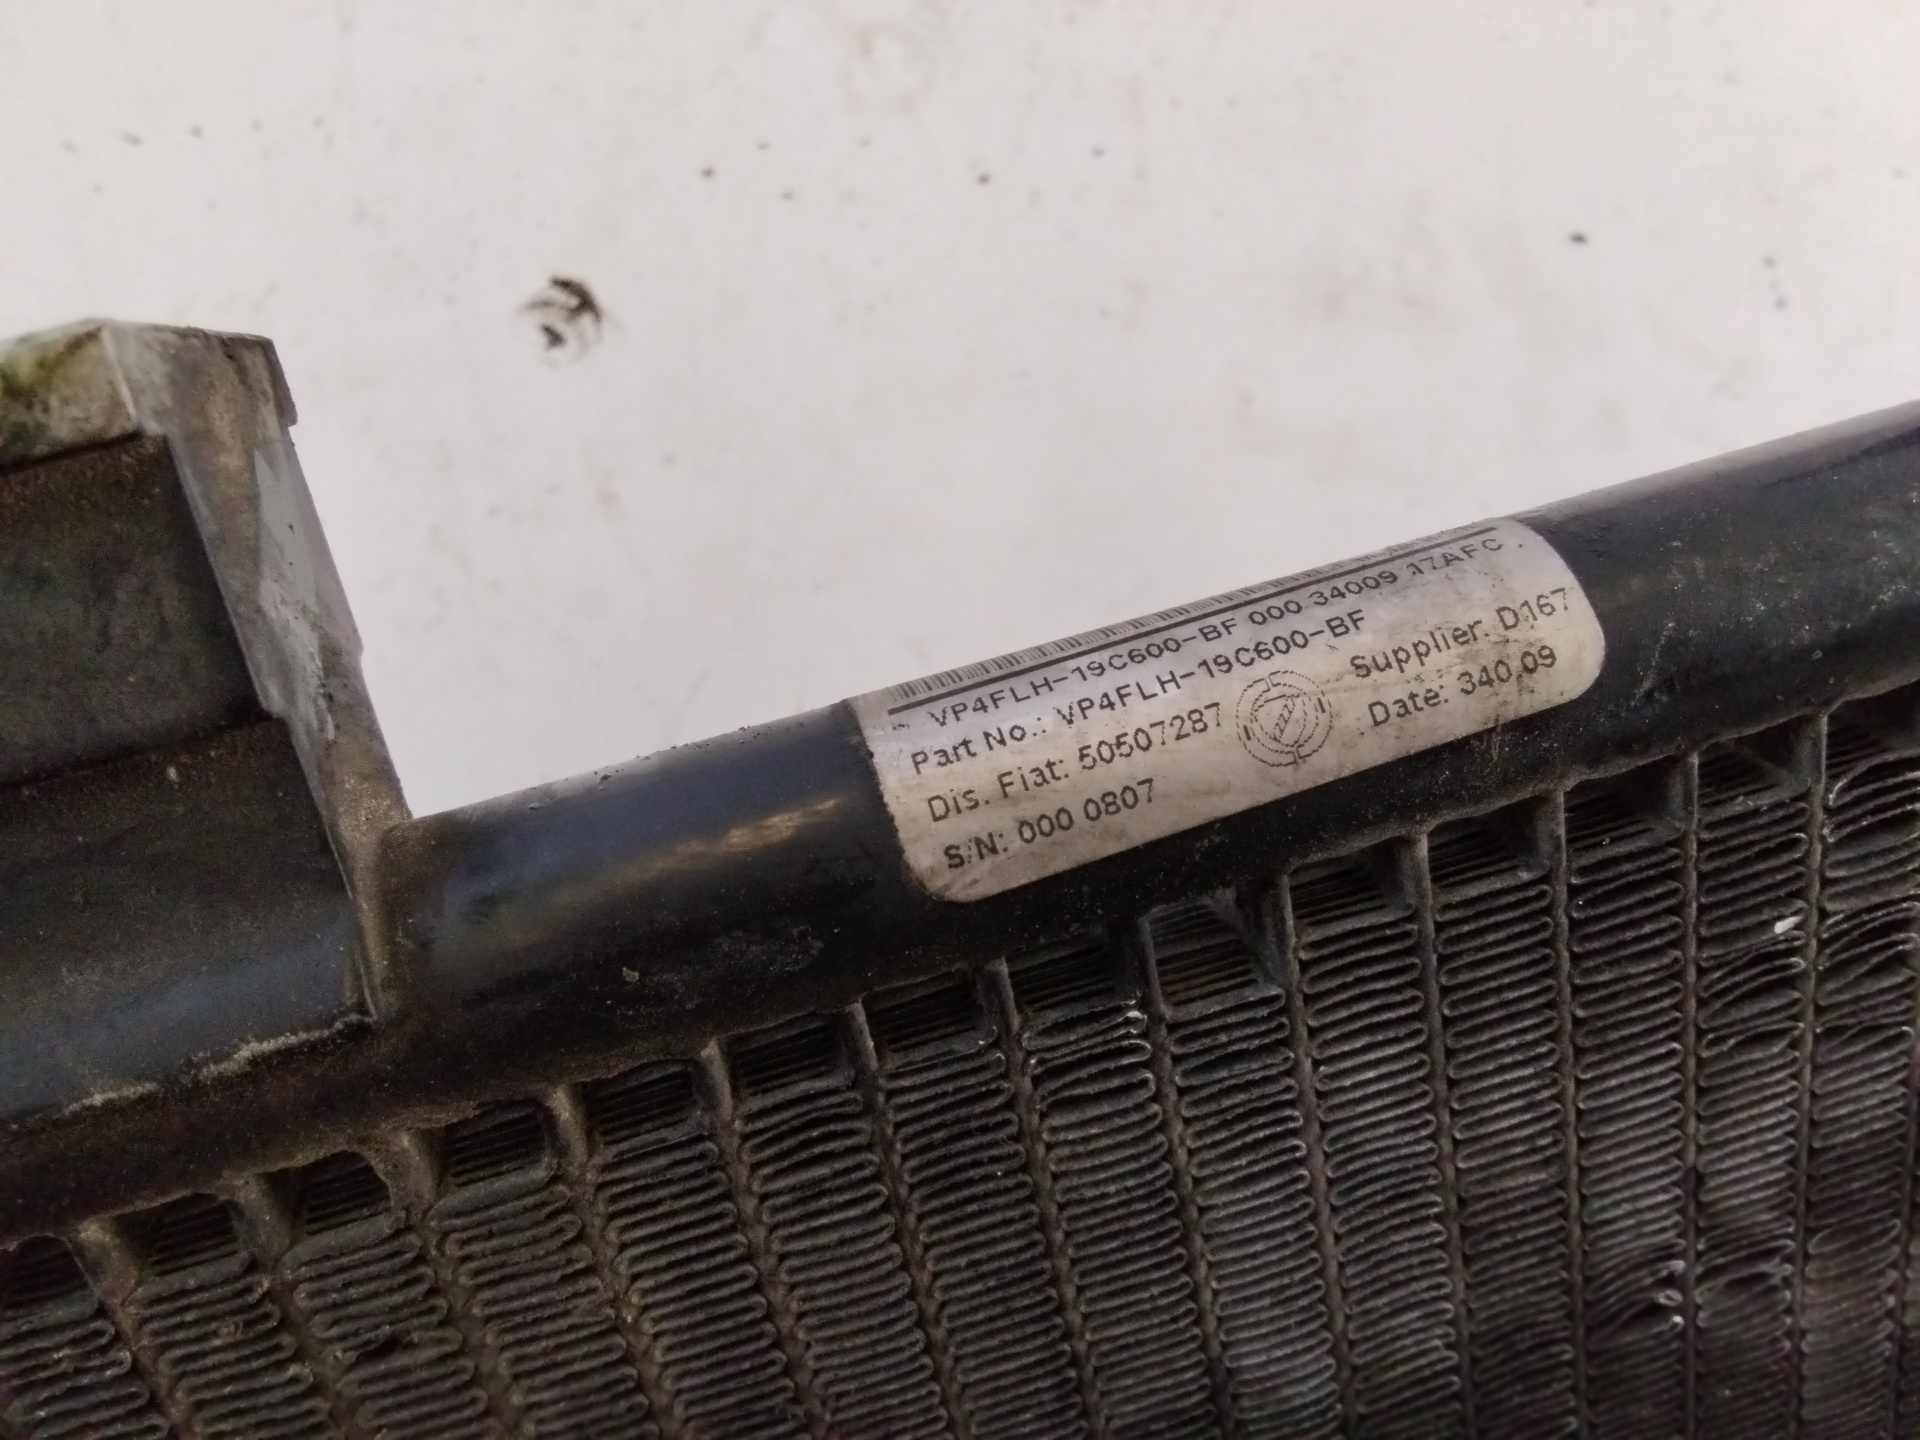 VP4FLH-19C600-BF 000 34009 17AFC
Part No.: VP4FLH-19C600-BF
Dis. Fiat: 50507287
Supplier: D167
S/N: 000 0807
Date: 340.09